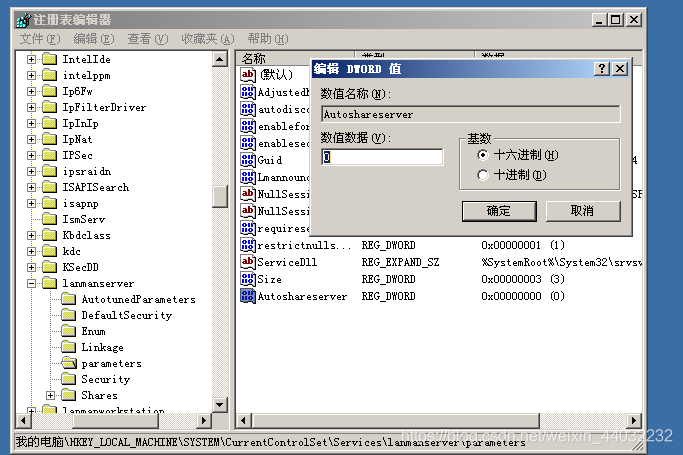 注册表编辑器
文件(F) 编辑(E) 查看(V) 收藏夹(A) 帮助(H)
IntelIde
intelppm
Ip6Fw
IpFilterDriver
IpInIp
IpNat
IPSec
ipsraidn
ISAPISearch
isapnp
IsmServ
Kbdclass
kdc
KSecDD
lanmanserver
AutotunedParameters
DefaultSecurity
Enum
Linkage
parameters
Security
Shares
lanmanworkstation
名称 类型 数据
(默认)
AdjustedN
autodisco
enablefor
enablesec
Guid
Lmannounc
NullSessi
NullSessi
requirese
restrictnulls... REG_DWORD 0x00000001 (1)
ServiceDll REG_EXPAND_SZ %SystemRoot%\System32\srvsv
Size REG_DWORD 0x00000003 (3)
Autoshareserver REG_DWORD 0x00000000 (0)
编辑 DWORD 值
数值名称(N):
Autoshareserver
数值数据(V):
0
基数
十六进制(H)
十进制(D)
确定 取消
我的电脑\HKEY_LOCAL_MACHINE\SYSTEM\CurrentControlSet\Services\lanmanserver\parameters
https://blog.csdn.net/weixin_44032232